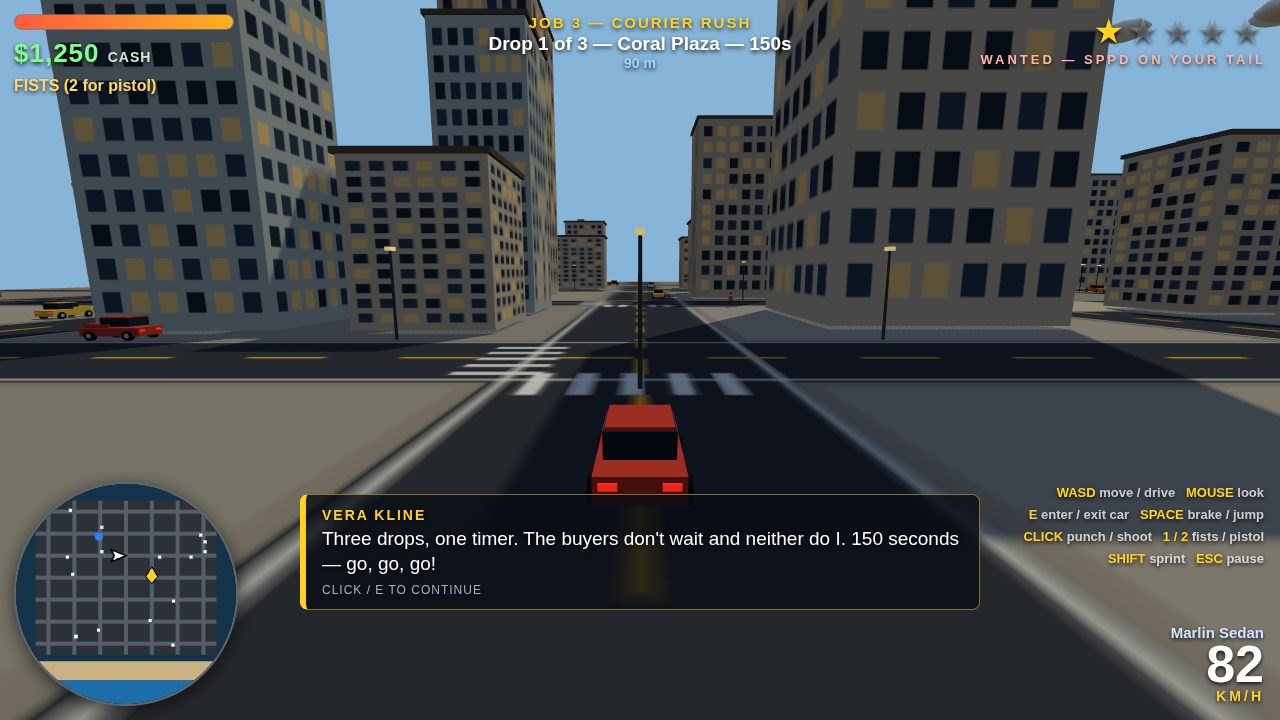 $1,250 CASH
FISTS (2 for pistol)
JOB 3 — COURIER RUSH
Drop 1 of 3 — Coral Plaza — 150s
90 m
WANTED — SPPD ON YOUR TAIL
VERA KLINE
Three drops, one timer. The buyers don't wait and neither do I. 150 seconds
— go, go, go!
CLICK / E TO CONTINUE
WASD move / drive MOUSE look
E enter / exit car SPACE brake / jump
CLICK punch / shoot 1 / 2 fists / pistol
SHIFT sprint ESC pause
Marlin Sedan
82
KM/H